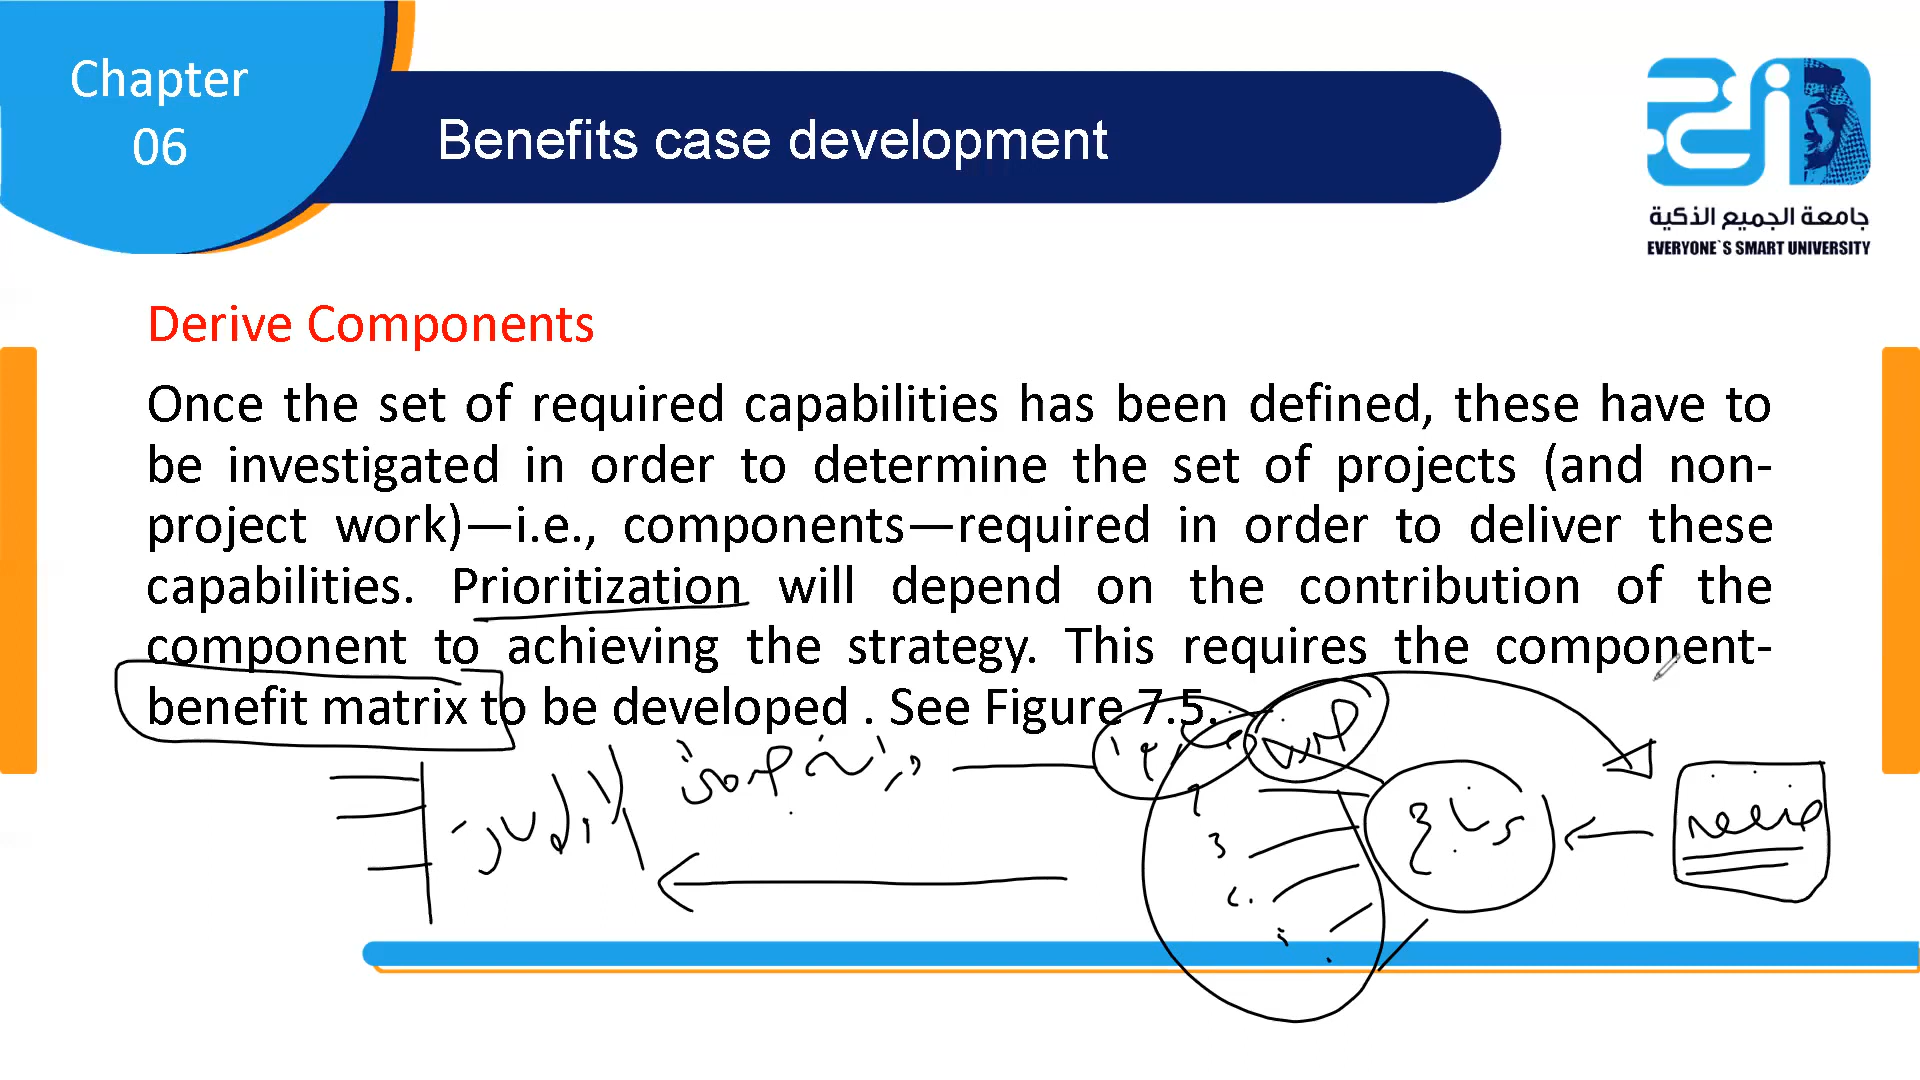 Chapter
06
Benefits case development
جامعة الجميع الذكية
EVERYONE`S SMART UNIVERSITY
Derive Components
Once the set of required capabilities has been defined, these have to
be investigated in order to determine the set of projects (and non-
project work)—i.e., components—required in order to deliver these
capabilities. Prioritization will depend on the contribution of the
component to achieving the strategy. This requires the component-
benefit matrix to be developed . See Figure 7.5.